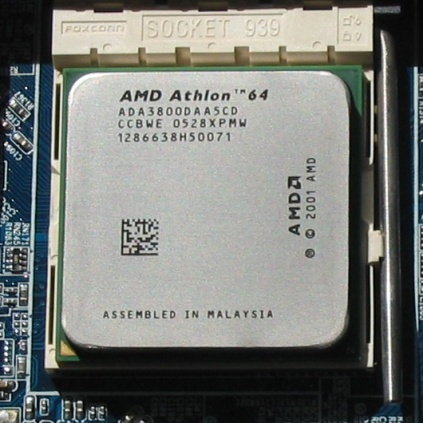 FOXCONN
SOCKET 939
AMD Athlon™64
ADA3800DAA5CD
CCBWE 0528XPMW
1286638H50071
AMD
® © 2001 AMD
ASSEMBLED IN MALAYSIA